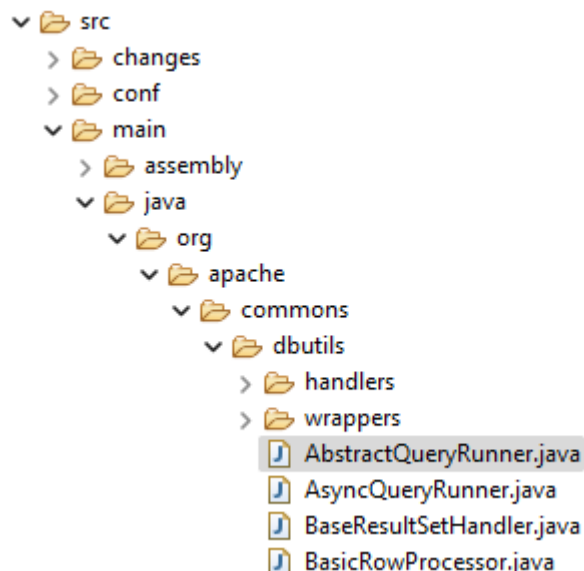 src
changes
conf
main
assembly
java
org
apache
commons
dbutils
handlers
wrappers
AbstractQueryRunner.java
AsyncQueryRunner.java
BaseResultSetHandler.java
BasicRowProcessor.java